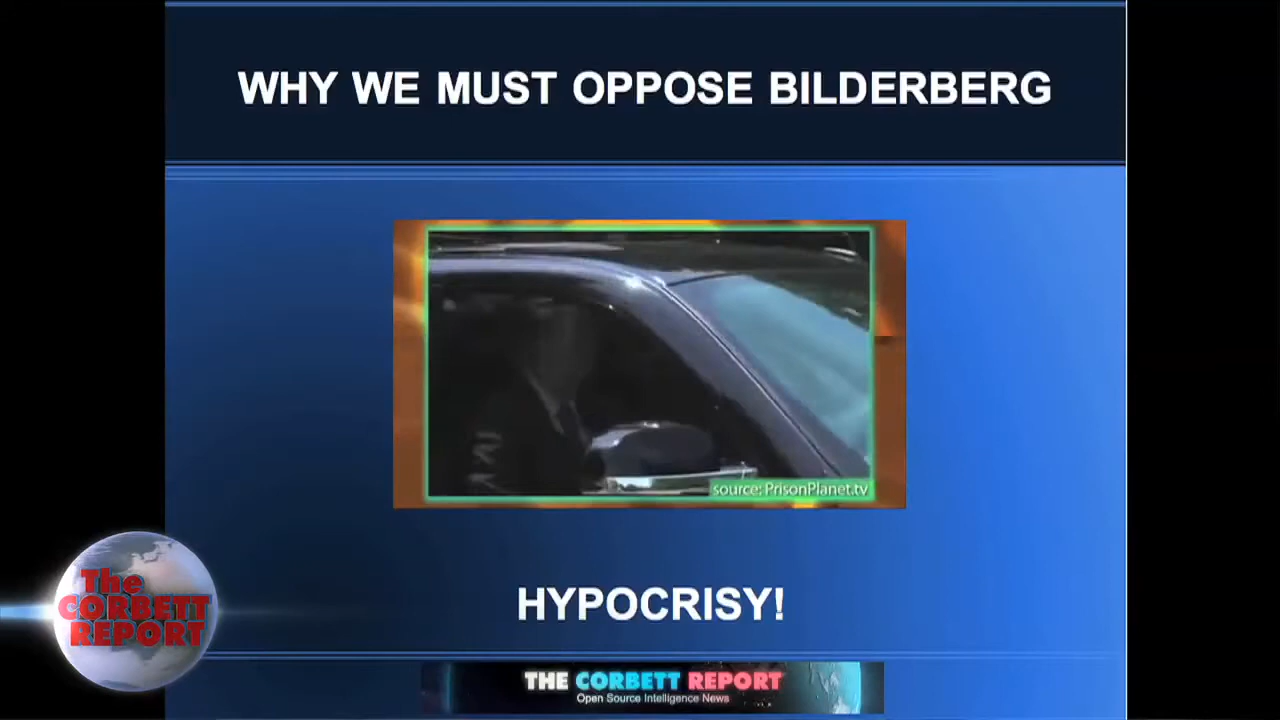 WHY WE MUST OPPOSE BILDERBERG
source: PrisonPlanet.tv
HYPOCRISY!
The
CORBETT
REPORT
THE CORBETT REPORT
Open Source Intelligence News